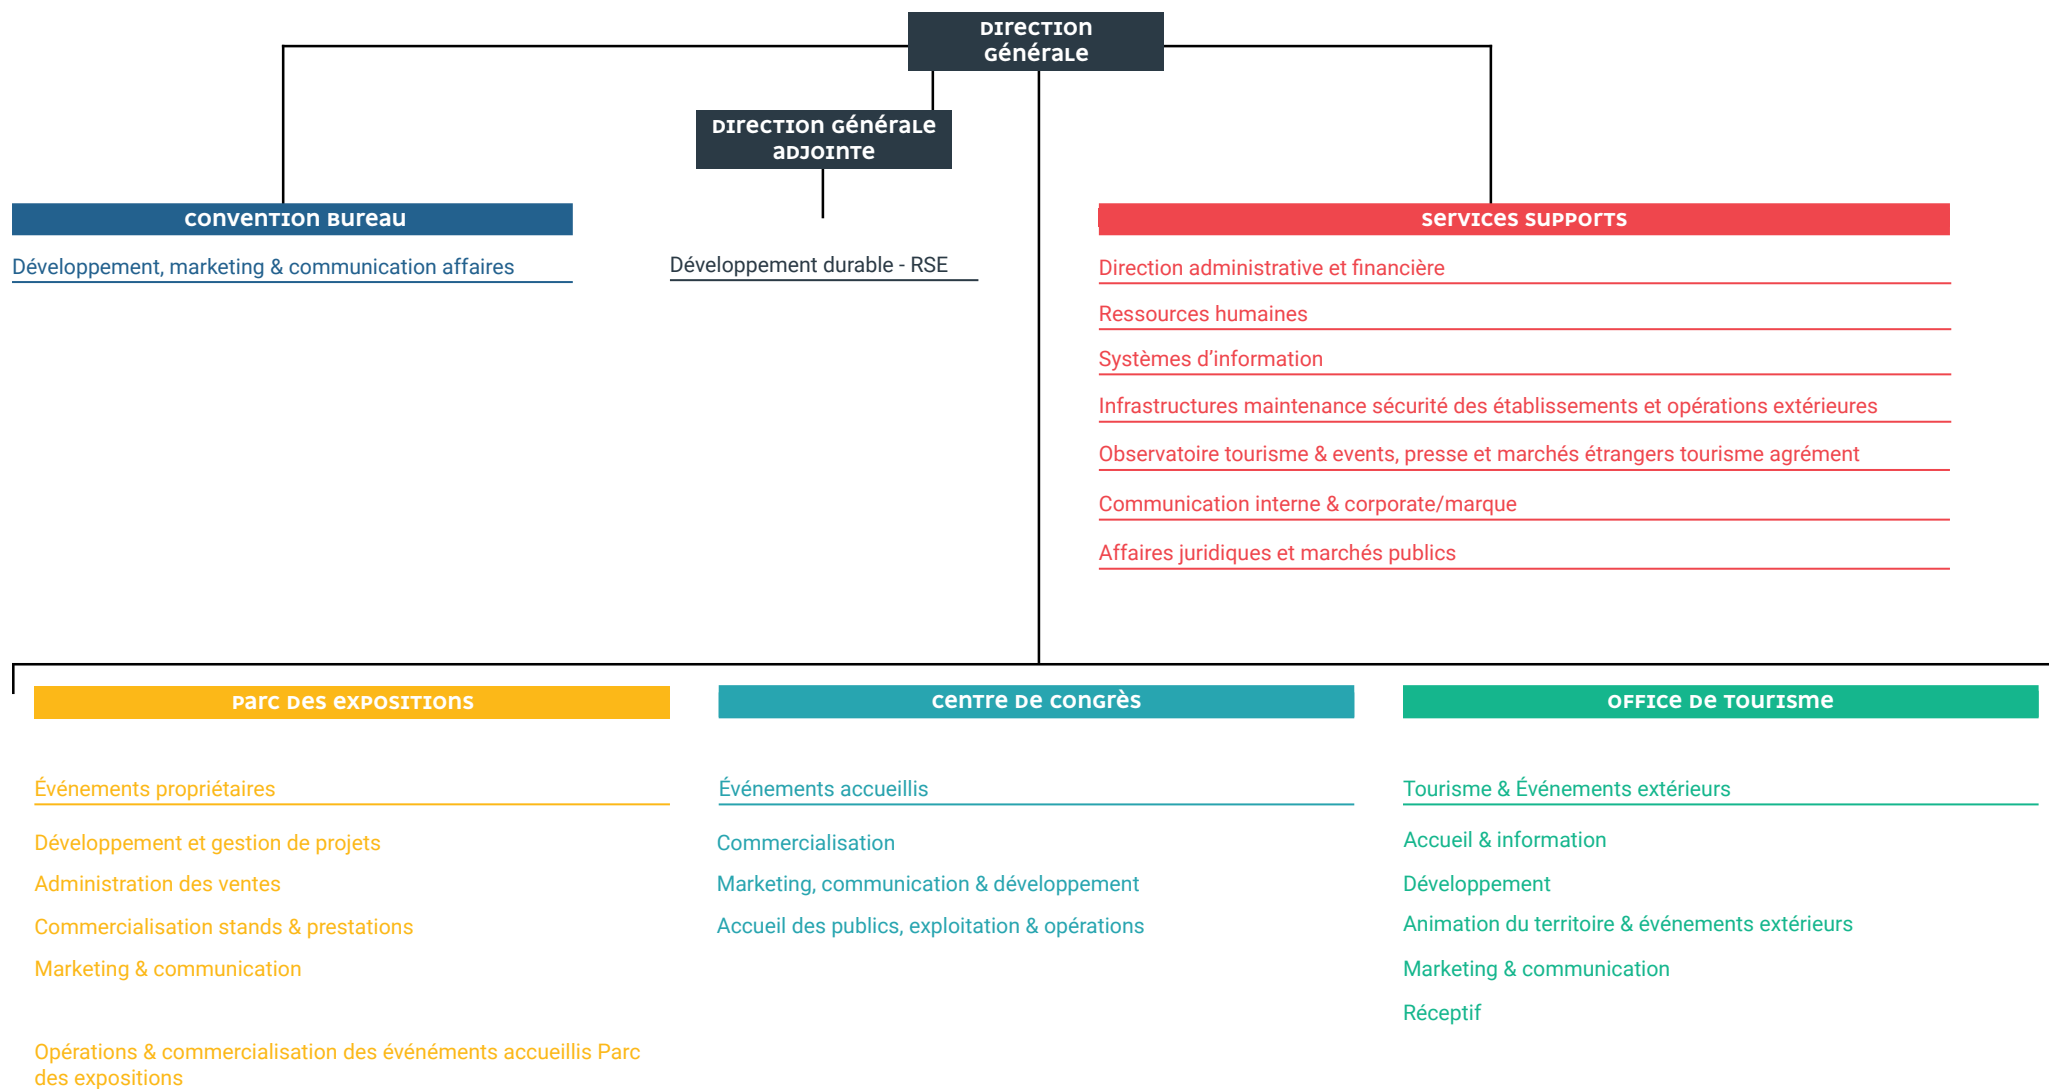 Direction
Générale
Direction Générale
Adjointe
Convention Bureau
Développement, marketing & communication affaires
Développement durable - RSE
Services supports
Direction administrative et financière
Ressources humaines
Systèmes d’information
Infrastructures maintenance sécurité des établissements et opérations extérieures
Observatoire tourisme & events, presse et marchés étrangers tourisme agrément
Communication interne & corporate/marque
Affaires juridiques et marchés publics
Parc des expositions
Événements propriétaires
Développement et gestion de projets
Administration des ventes
Commercialisation stands & prestations
Marketing & communication
Opérations & commercialisation des événéments accueillis Parc
des expositions
Centre de congrès
Événements accueillis
Commercialisation
Marketing, communication & développement
Accueil des publics, exploitation & opérations
Office de tourisme
Tourisme & Événements extérieurs
Accueil & information
Développement
Animation du territoire & événements extérieurs
Marketing & communication
Réceptif